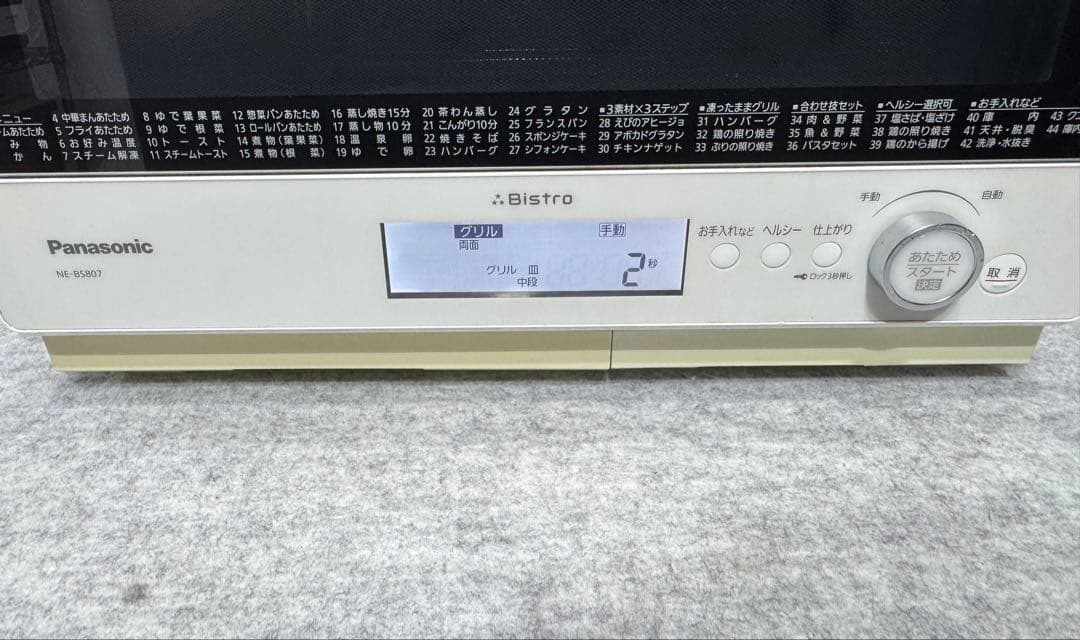 4 中華まんあたため 8 ゆで葉果菜 12 惣菜パンあたため 16 蒸し焼き15分 20 茶わん蒸し 24 グラタン ■3素材×3ステップ ■凍ったままグリル ■合わせ技セット ■ヘルシー選択可 ■お手入れなど
5 フライあたため 9 ゆで根菜 13 ロールパンあたため 17 蒸し物10分 21 こんがり10分 25 フランスパン 28 えびのアヒージョ 31 ハンバーグ 34 肉&野菜 37 塩さば・塩ざけ 40 庫内 43
6 お好み温度 10 トースト 14 煮物(葉果菜) 18 温泉卵 22 焼きそば 26 スポンジケーキ 29 アボカドグラタン 32 鶏の照り焼き 35 魚&野菜 38 鶏の照り焼き 41 天井・脱臭 44
7 スチーム解凍 11 スチームトースト 15 煮物(根菜) 19 ゆで卵 23 ハンバーグ 27 シフォンケーキ 30 チキンナゲット 33 ぶりの照り焼き 36 パスタセット 39 鶏のから揚げ 42 洗浄・水抜き
Bistro
Panasonic
NE-BS807
グリル 手動
両面
グリル皿
中段
2秒
お手入れなど ヘルシー 仕上がり
ロック3秒押し
手動 自動
あたため
スタート
決定
取消